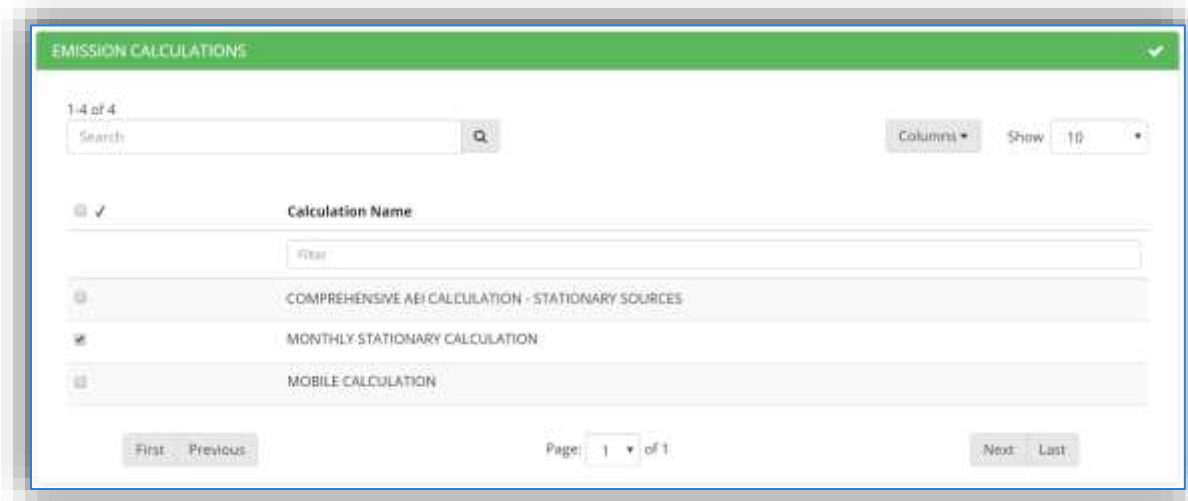 EMISSION CALCULATIONS
1-4 of 4
Search
Columns Show 10
Calculation Name
Filter
COMPREHENSIVE AEI CALCULATION - STATIONARY SOURCES
MONTHLY STATIONARY CALCULATION
MOBILE CALCULATION
First Previous Page: 1 of 1 Next Last